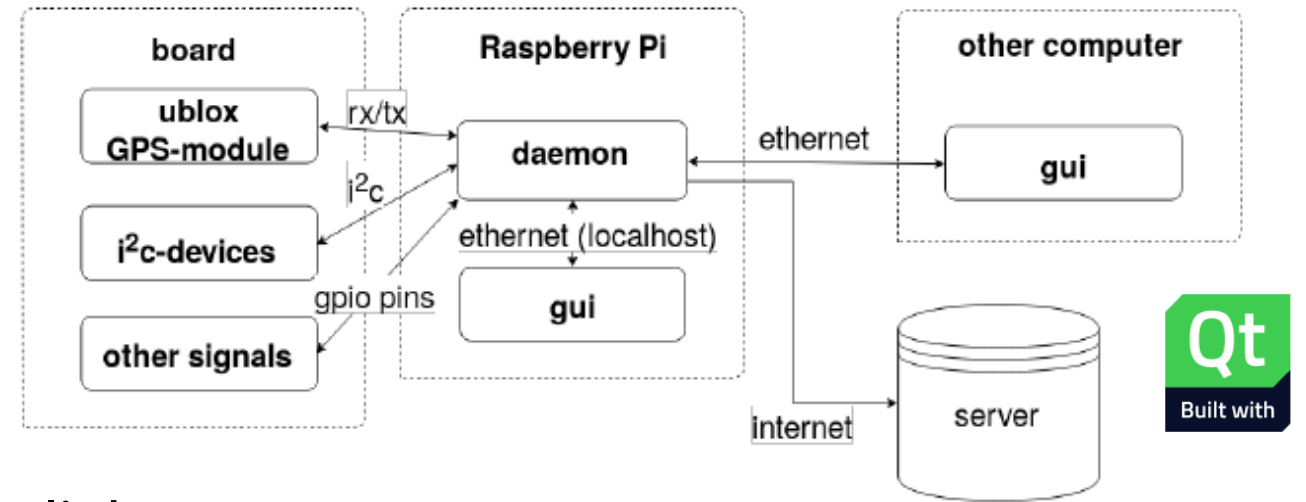 board
Raspberry Pi
other computer
ublox
GPS-module
rx/tx
daemon
ethernet
gui
i²c
i²c-devices
ethernet (localhost)
gpio pins
gui
other signals
internet
server
Qt
Built with